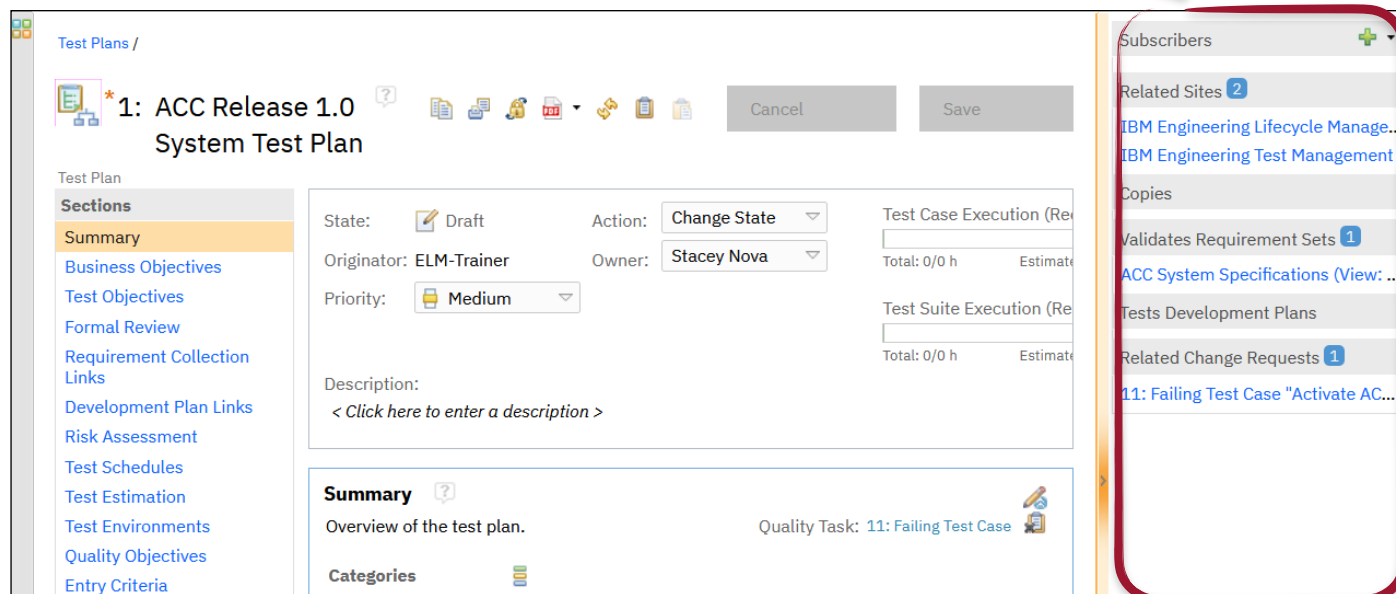 Test Plans /
*1: ACC Release 1.0
System Test Plan
?
PDF
Cancel
Save
Test Plan
Sections
Summary
Business Objectives
Test Objectives
Formal Review
Requirement Collection
Links
Development Plan Links
Risk Assessment
Test Schedules
Test Estimation
Test Environments
Quality Objectives
Entry Criteria
State: Draft
Action: Change State
Originator: ELM-Trainer
Owner: Stacey Nova
Priority: Medium
Description:
< Click here to enter a description >
Test Case Execution (Re
Total: 0/0 h Estimate
Test Suite Execution (Re
Total: 0/0 h Estimate
Summary ?
Overview of the test plan.
Quality Task: 11: Failing Test Case
Categories
Subscribers
Related Sites 2
IBM Engineering Lifecycle Manage...
IBM Engineering Test Management
Copies
Validates Requirement Sets 1
ACC System Specifications (View: ...
Tests Development Plans
Related Change Requests 1
11: Failing Test Case "Activate AC...